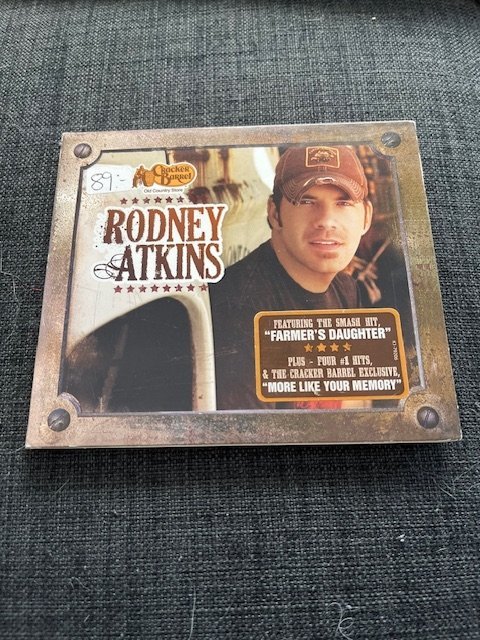 89:-
Cracker
Barrel
Old Country Store
RODNEY
ATKINS
FEATURING THE SMASH HIT,
"FARMER'S DAUGHTER"
PLUS - FOUR #1 HITS,
& THE CRACKER BARREL EXCLUSIVE,
"MORE LIKE YOUR MEMORY"